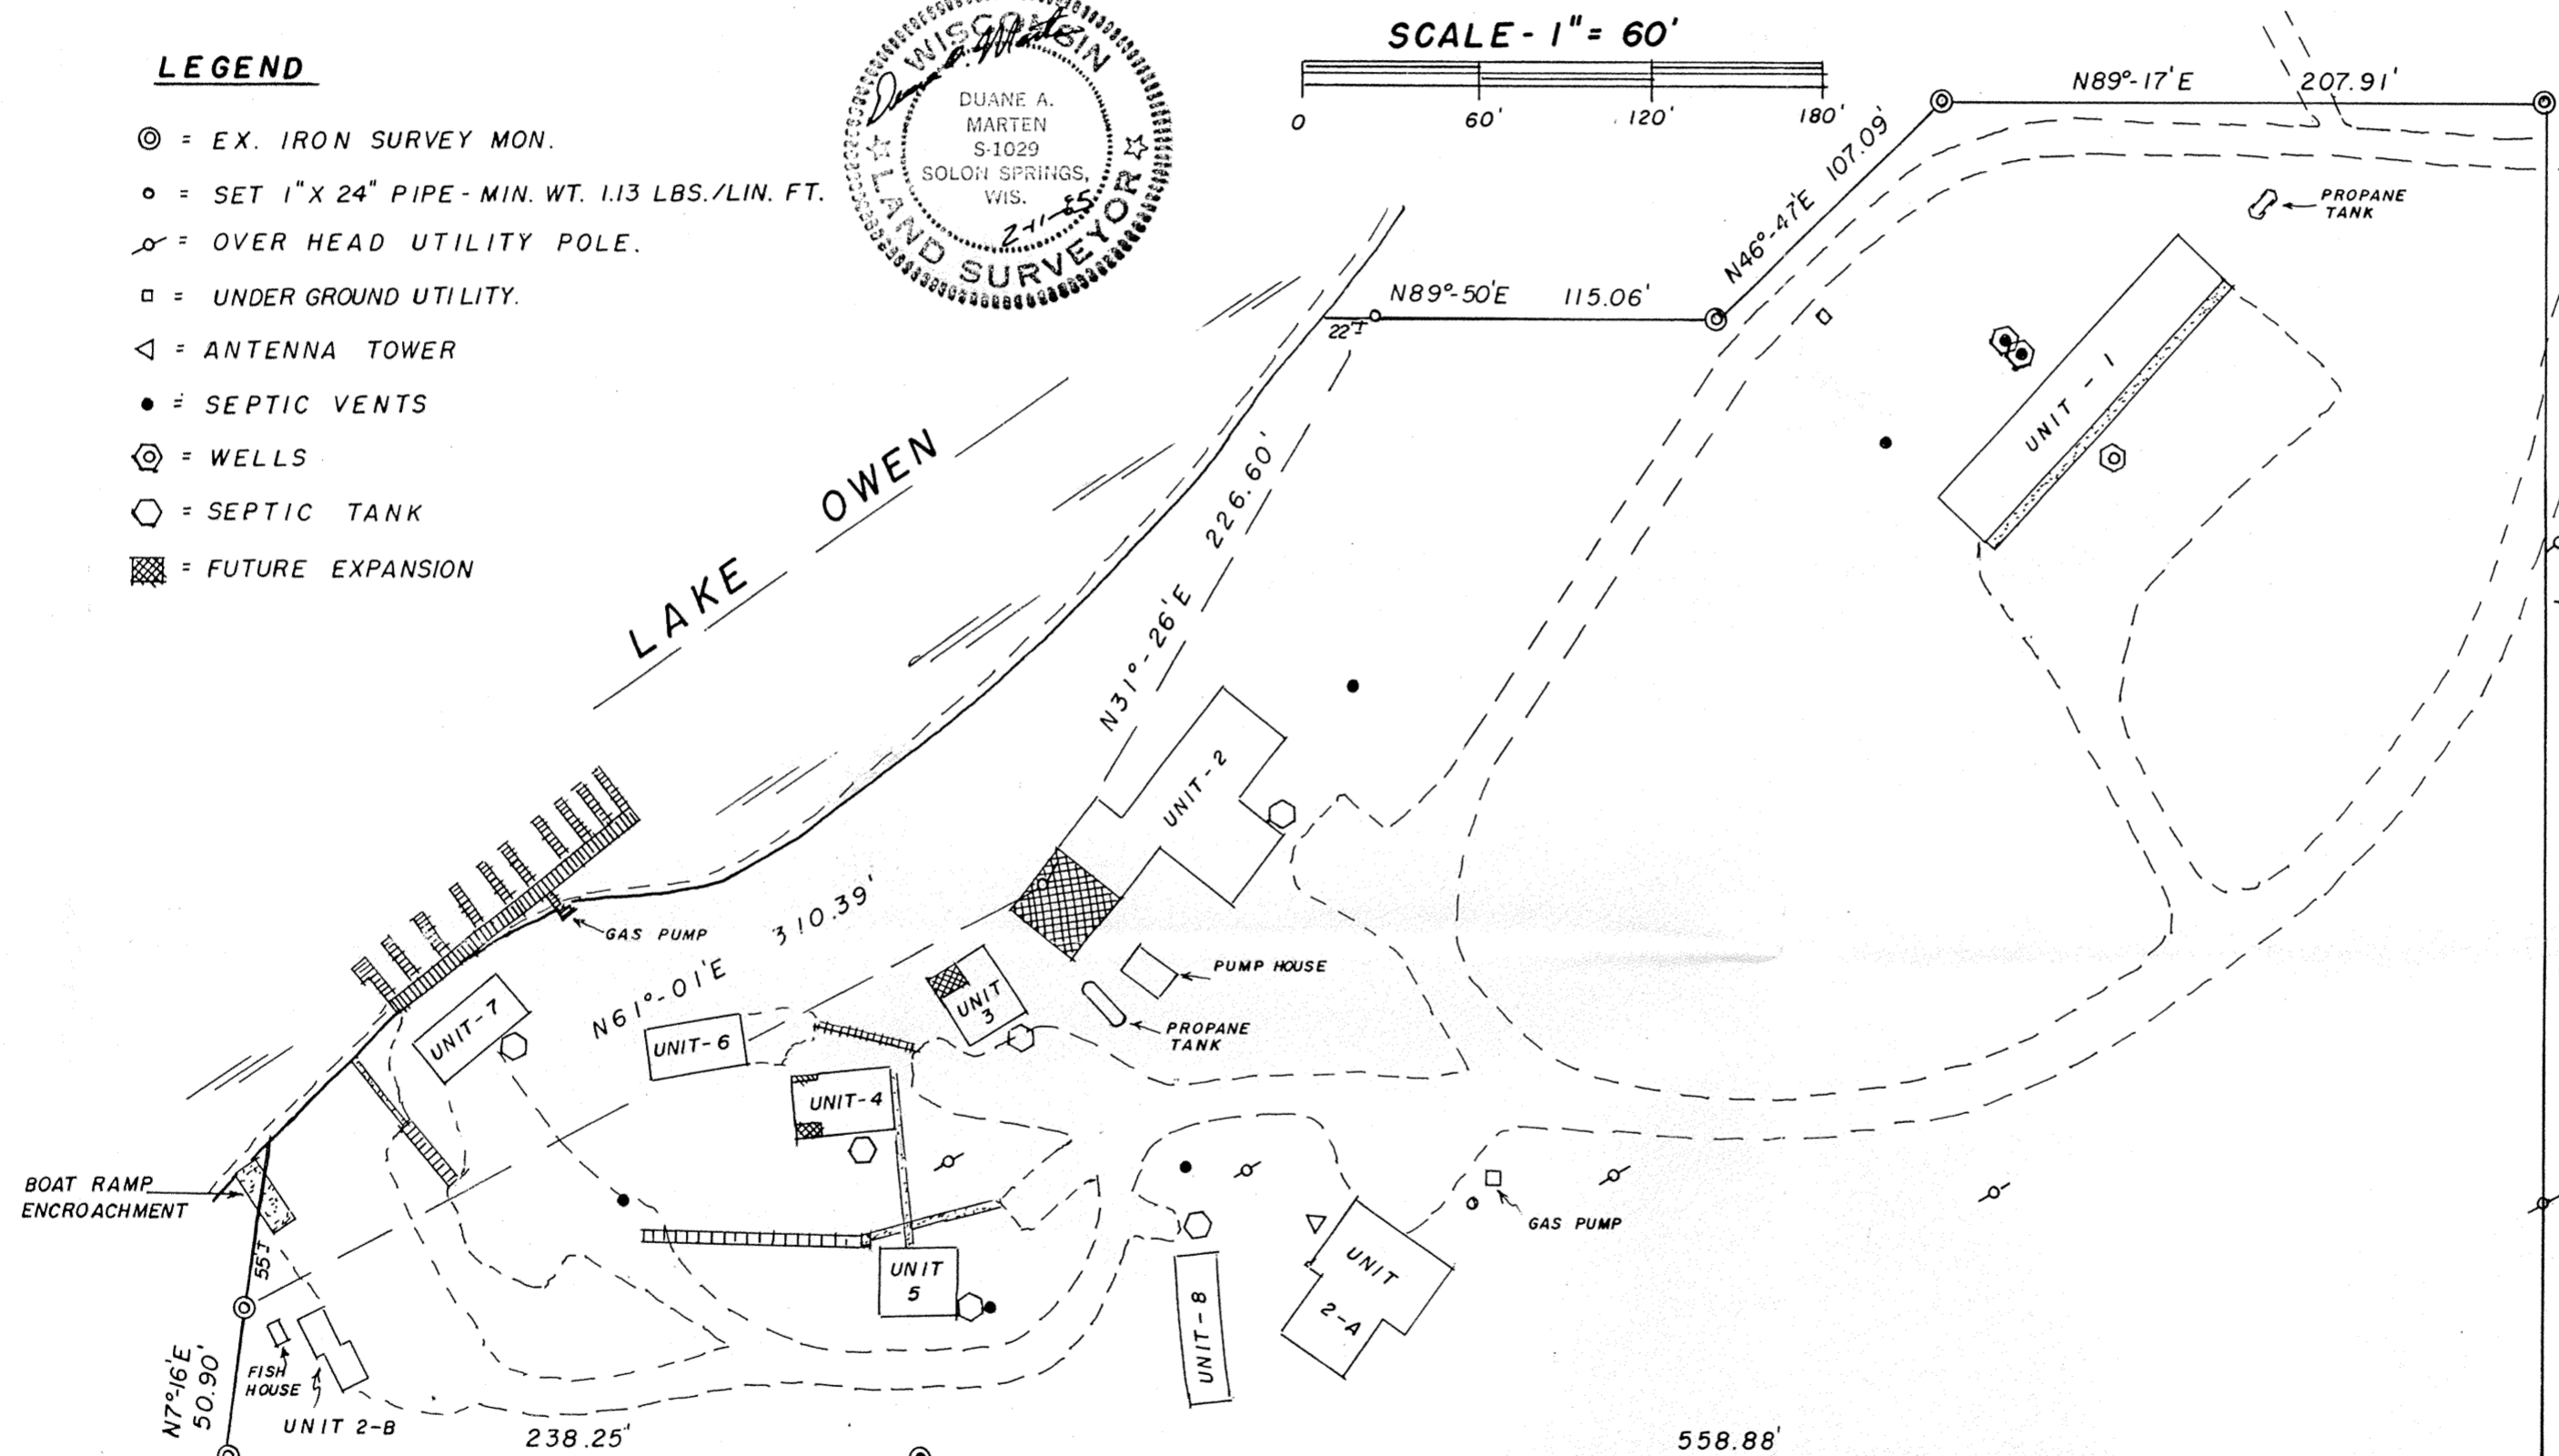 LEGEND
= EX. IRON SURVEY MON.
= SET 1" X 24" PIPE - MIN. WT. 1.13 LBS./LIN. FT.
= OVER HEAD UTILITY POLE.
= UNDER GROUND UTILITY.
= ANTENNA TOWER
= SEPTIC VENTS
= WELLS
= SEPTIC TANK
= FUTURE EXPANSION
WISCONSIN
DUANE A.
MARTEN
S-1029
SOLON SPRINGS,
WIS.
2-11-85
LAND SURVEYOR
SCALE - 1" = 60'
0 60' 120' 180'
N89°-17'E 207.91'
N46°-47'E 107.09'
PROPANE
TANK
N89°-50'E 115.06'
22'±
UNIT - 1
LAKE OWEN
N31°-26'E 226.60'
UNIT-2
GAS PUMP
N61°-01'E 310.39'
PUMP HOUSE
UNIT
3
PROPANE
TANK
UNIT-7
UNIT-6
UNIT-4
BOAT RAMP
ENCROACHMENT
55'±
GAS PUMP
UNIT
5
UNIT
2-A
UNIT-8
FISH
HOUSE
N7°-16'E
50.90'
UNIT 2-B
238.25'
558.88'